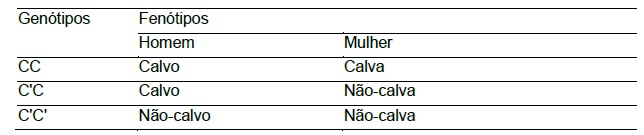 Genótipos Fenótipos
Homem Mulher
CC Calvo Calva
C'C Calvo Não-calva
C'C' Não-calvo Não-calva